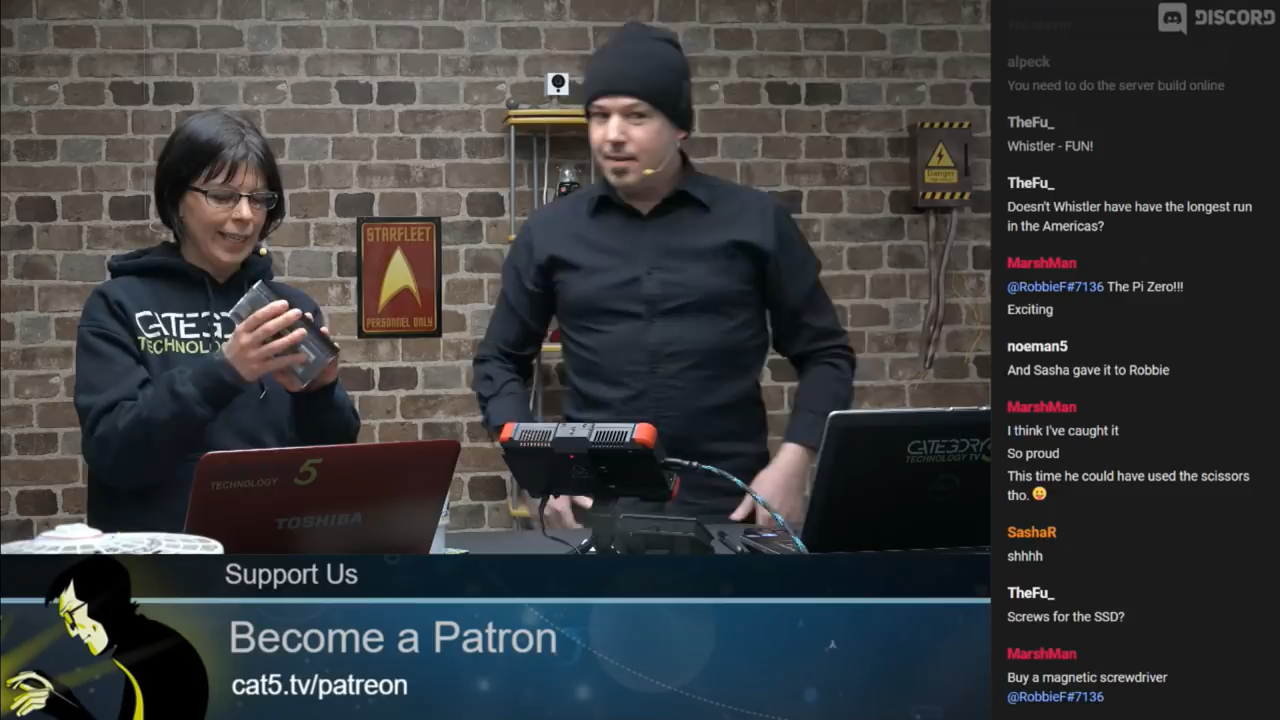 DISCORD
alpeck
You need to do the server build online
TheFu_
Whistler - FUN!
TheFu_
Doesn't Whistler have have the longest run
in the Americas?
MarshMan
@RobbieF#7136 The Pi Zero!!!
Exciting
noeman5
And Sasha gave it to Robbie
MarshMan
I think I've caught it
So proud
This time he could have used the scissors
tho. 😛
SashaR
shhhh
TheFu_
Screws for the SSD?
MarshMan
Buy a magnetic screwdriver
@RobbieF#7136
STARFLEET
PERSONNEL ONLY
Danger
TECHNOLOGY 5
TOSHIBA
CATEGORY5
TECHNOLOGY TV
Support Us
Become a Patron
cat5.tv/patreon